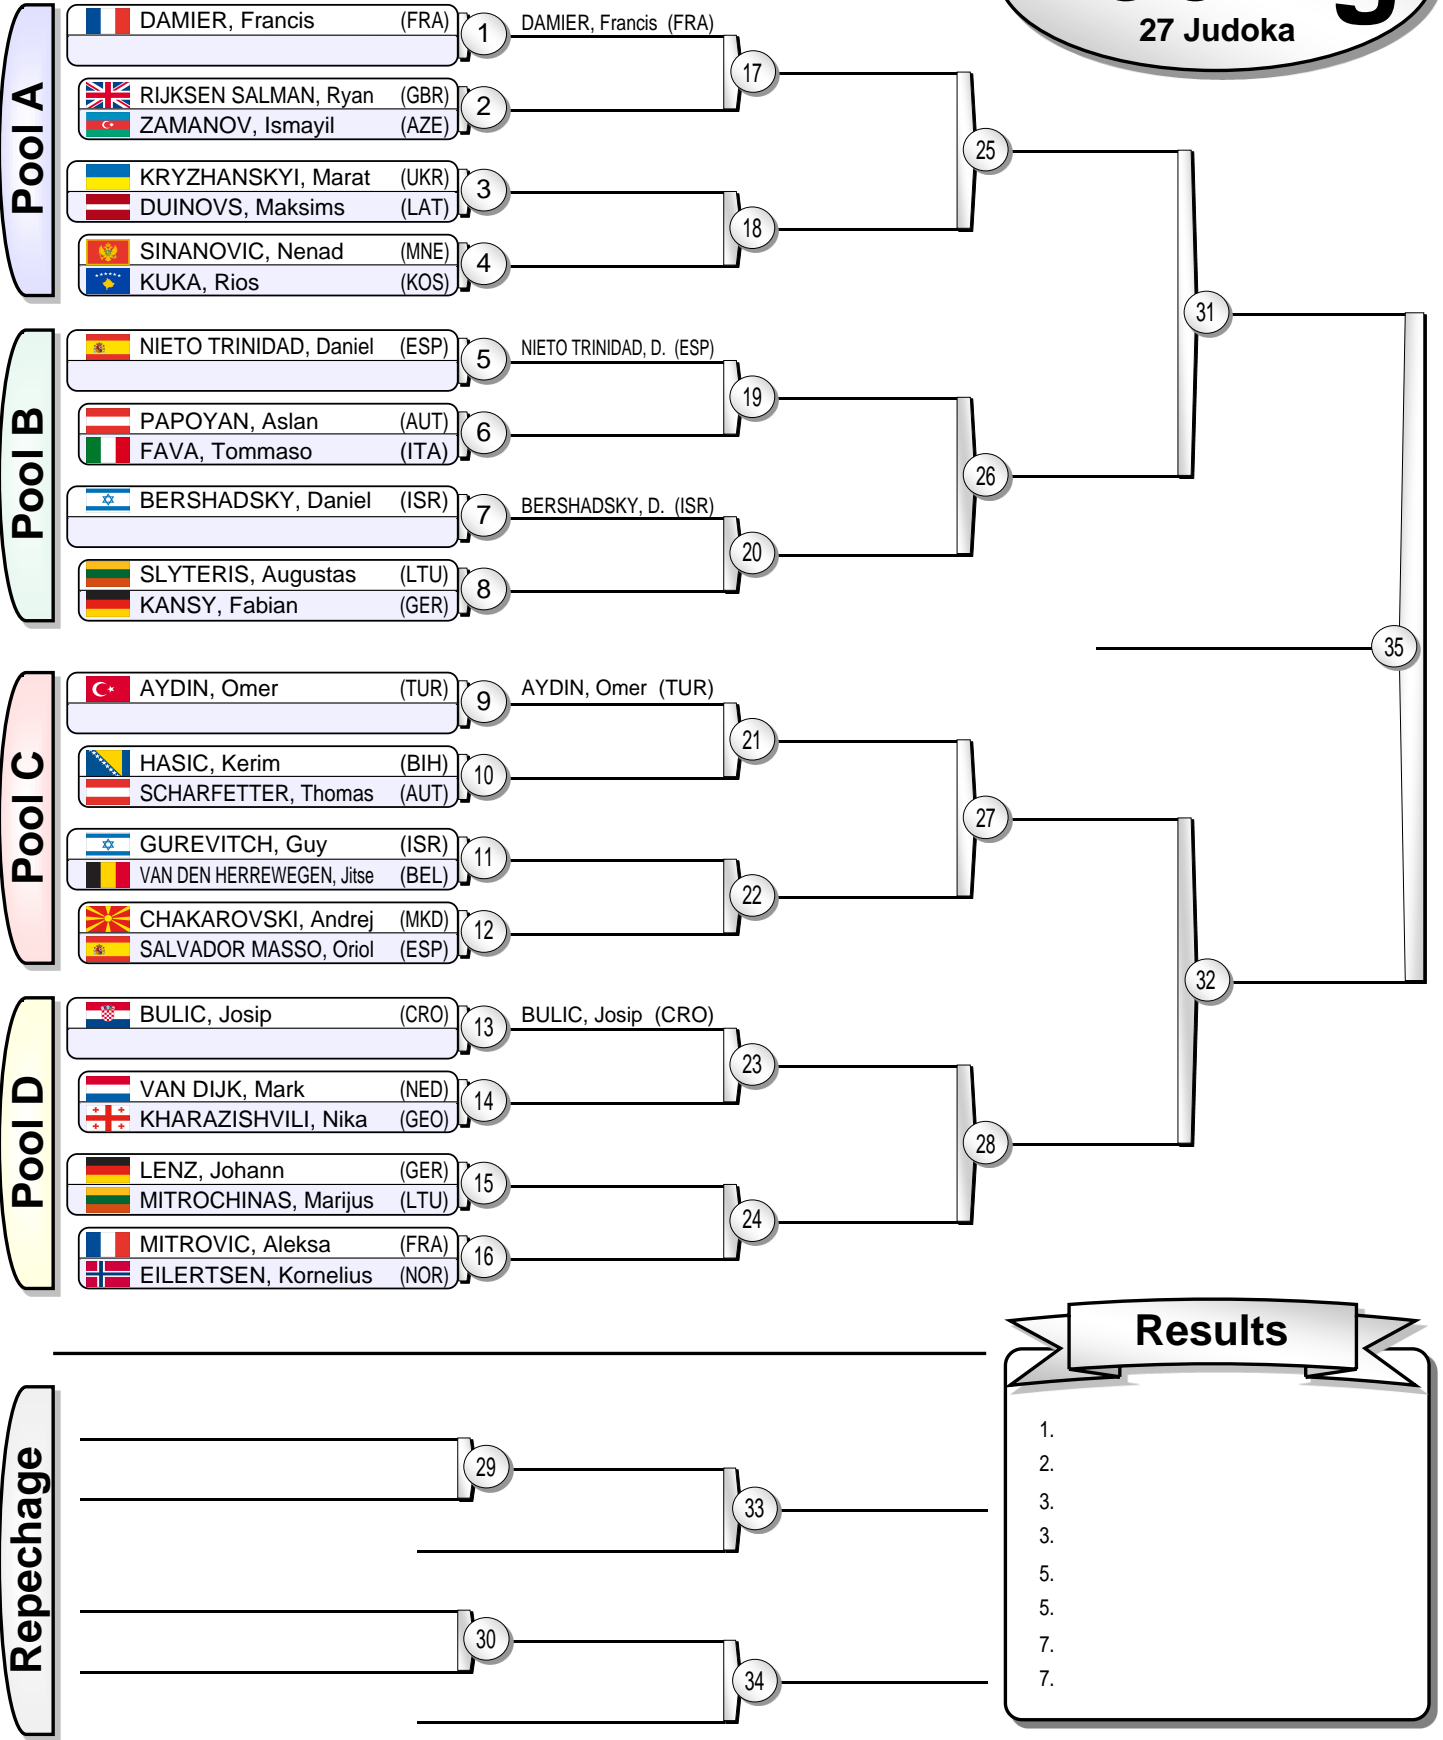 27 Judoka
Pool A
DAMIER, Francis (FRA)
1
DAMIER, Francis (FRA)
17
RIJKSEN SALMAN, Ryan (GBR)
2
ZAMANOV, Ismayil (AZE)
25
KRYZHANSKYI, Marat (UKR)
3
DUINOVS, Maksims (LAT)
18
SINANOVIC, Nenad (MNE)
4
KUKA, Rios (KOS)
31
Pool B
NIETO TRINIDAD, Daniel (ESP)
5
NIETO TRINIDAD, D. (ESP)
19
PAPOYAN, Aslan (AUT)
6
FAVA, Tommaso (ITA)
26
BERSHADSKY, Daniel (ISR)
7
BERSHADSKY, D. (ISR)
20
SLYTERIS, Augustas (LTU)
8
KANSY, Fabian (GER)
35
Pool C
AYDIN, Omer (TUR)
9
AYDIN, Omer (TUR)
21
HASIC, Kerim (BIH)
10
SCHARFETTER, Thomas (AUT)
27
GUREVITCH, Guy (ISR)
11
VAN DEN HERREWEGEN, Jitse (BEL)
22
CHAKAROVSKI, Andrej (MKD)
12
SALVADOR MASSO, Oriol (ESP)
32
Pool D
BULIC, Josip (CRO)
13
BULIC, Josip (CRO)
23
VAN DIJK, Mark (NED)
14
KHARAZISHVILI, Nika (GEO)
28
LENZ, Johann (GER)
15
MITROCHINAS, Marijus (LTU)
24
MITROVIC, Aleksa (FRA)
16
EILERTSEN, Kornelius (NOR)
Repechage
29
33
30
34
Results
1.
2.
3.
3.
5.
5.
7.
7.